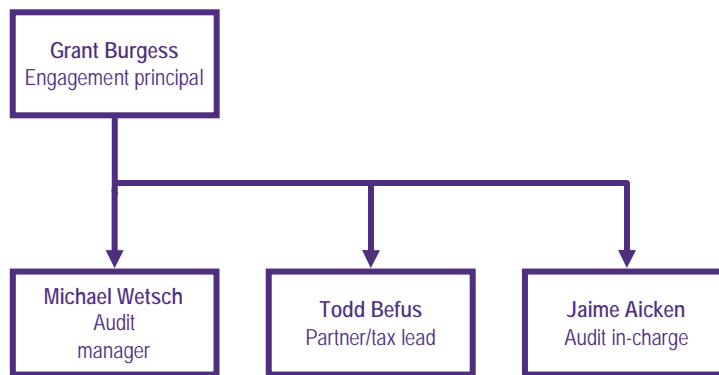 Grant Burgess
Engagement principal
Michael Wetsch
Audit
manager
Todd Befus
Partner/tax lead
Jaime Aicken
Audit in-charge